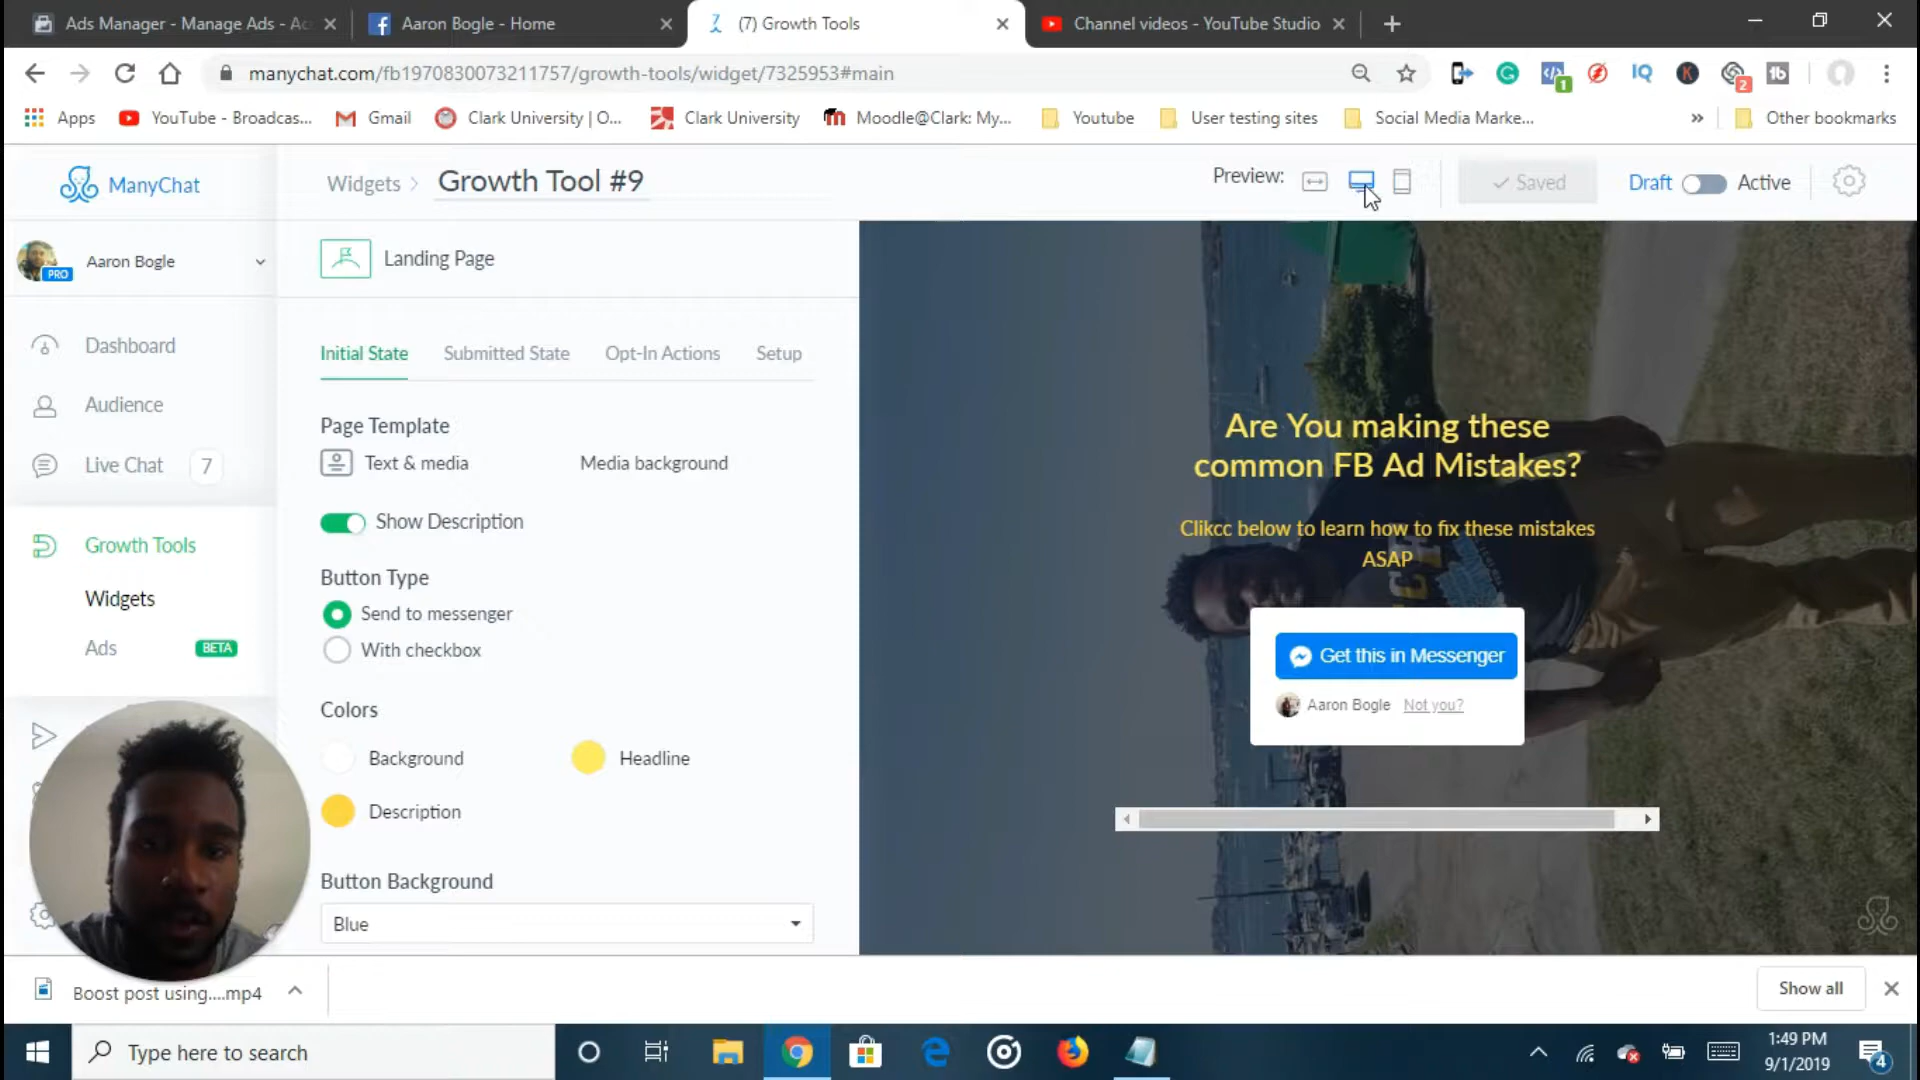 Ads Manager - Manage Ads - Ac
Aaron Bogle - Home
(7) Growth Tools
Channel videos - YouTube Studio
manychat.com/fb1970830073211757/growth-tools/widget/7325953#main
Apps
YouTube - Broadcas...
Gmail
Clark University | O...
Clark University
Moodle@Clark: My...
Youtube
User testing sites
Social Media Marke...
Other bookmarks
ManyChat
Widgets
Growth Tool #9
Preview:
Saved
Draft
Active
Aaron Bogle
PRO
Landing Page
Dashboard
Audience
Live Chat
7
Growth Tools
Widgets
Ads
BETA
Initial State
Submitted State
Opt-In Actions
Setup
Page Template
Text & media
Media background
Show Description
Button Type
Send to messenger
With checkbox
Colors
Background
Headline
Description
Button Background
Blue
Are You making these
common FB Ad Mistakes?
Clikcc below to learn how to fix these mistakes
ASAP
Get this in Messenger
Aaron Bogle
Not you?
Boost post using....mp4
Show all
Type here to search
1:49 PM
9/1/2019
4